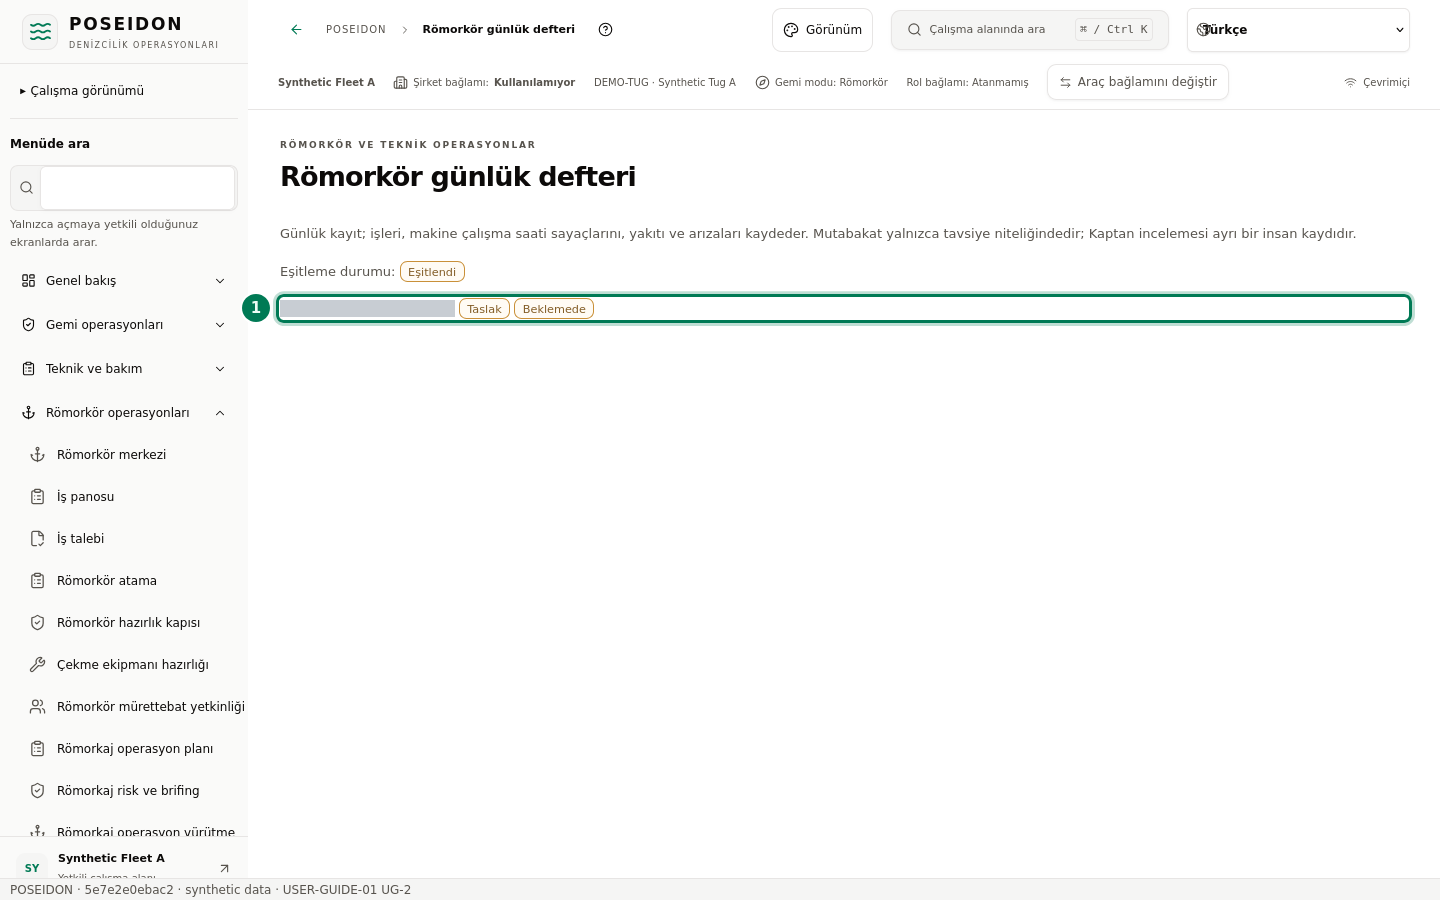 POSEIDON
DENİZCİLİK OPERASYONLARI
▸ Çalışma görünümü
Menüde ara
Yalnızca açmaya yetkili olduğunuz
ekranlarda arar.
Genel bakış
Gemi operasyonları
Teknik ve bakım
Römorkör operasyonları
Römorkör merkezi
İş panosu
İş talebi
Römorkör atama
Römorkör hazırlık kapısı
Çekme ekipmanı hazırlığı
Römorkör mürettebat yetkinliği
Römorkaj operasyon planı
Römorkaj risk ve brifing
Römorkaj operasyon yürütme
SY
Synthetic Fleet A
Yetkili çalışma alanı
POSEIDON
Römorkör günlük defteri
Görünüm
Çalışma alanında ara
⌘ / Ctrl K
Türkçe
Synthetic Fleet A
Şirket bağlamı: Kullanılamıyor
DEMO-TUG · Synthetic Tug A
Gemi modu: Römorkör
Rol bağlamı: Atanmamış
Araç bağlamını değiştir
Çevrimiçi
RÖMORKÖR VE TEKNİK OPERASYONLAR
Römorkör günlük defteri
Günlük kayıt; işleri, makine çalışma saati sayaçlarını, yakıtı ve arızaları kaydeder. Mutabakat yalnızca tavsiye niteliğindedir; Kaptan incelemesi ayrı bir insan kaydıdır.
Eşitleme durumu: Eşitlendi
1
Taslak Beklemede
POSEIDON · 5e7e2e0ebac2 · synthetic data · USER-GUIDE-01 UG-2